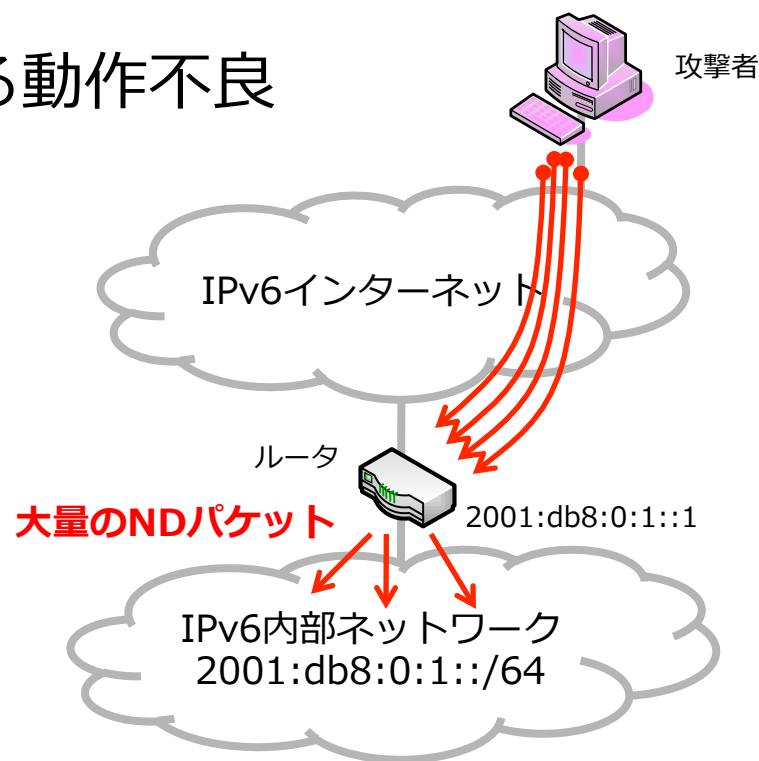 る動作不良
攻撃者
IPv6インターネット
ルータ
大量のNDパケット
2001:db8:0:1::1
IPv6内部ネットワーク
2001:db8:0:1::/64